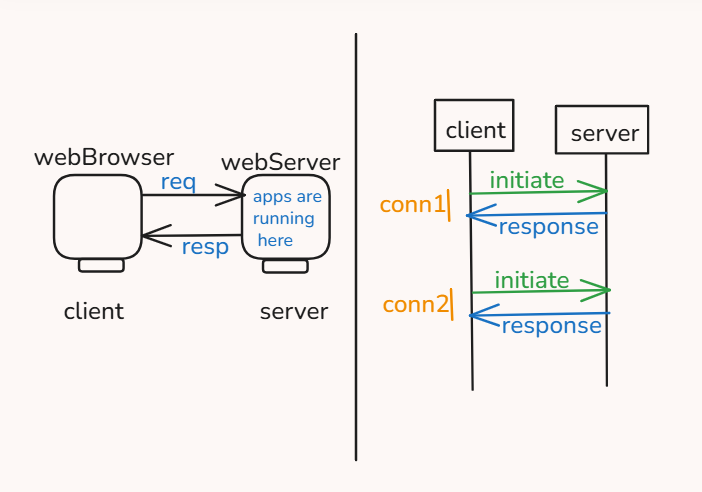 webBrowser
webServer
req
apps are
running
here
resp
client
server
client
server
initiate
conn1
response
initiate
conn2
response